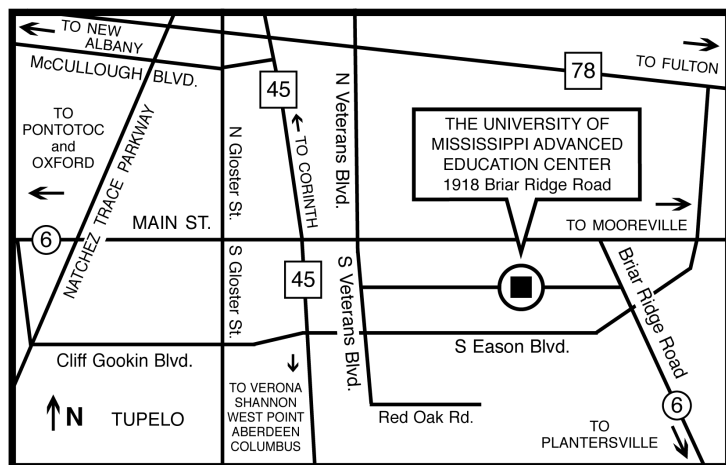 TO NEW
ALBANY
McCULLOUGH BLVD.
TO
PONTOTOC
and
OXFORD
NATCHEZ TRACE PARKWAY
45
N Gloster St.
TO CORINTH
N Veterans Blvd.
78
TO FULTON
THE UNIVERSITY OF
MISSISSIPPI ADVANCED
EDUCATION CENTER
1918 Briar Ridge Road
TO MOOREVILLE
6
MAIN ST.
S Gloster St.
45
S Veterans Blvd.
Briar Ridge Road
Cliff Gookin Blvd.
S Eason Blvd.
N
TUPELO
TO VERONA
SHANNON
WEST POINT
ABERDEEN
COLUMBUS
Red Oak Rd.
6
TO
PLANTERSVILLE